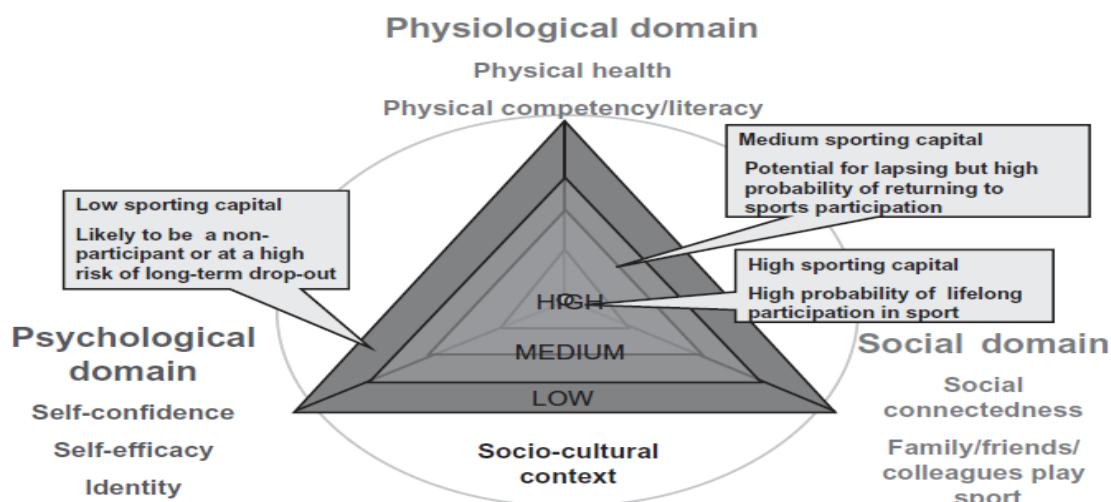 Physiological domain
Physical health
Physical competency/literacy
Medium sporting capital
Potential for lapsing but high
probability of returning to
sports participation
Low sporting capital
Likely to be a non-
participant or at a high
risk of long-term drop-out
High sporting capital
High probability of lifelong
participation in sport
HIGH
MEDIUM
LOW
Psychological
domain
Self-confidence
Self-efficacy
Identity
Socio-cultural
context
Social domain
Social
connectedness
Family/friends/
colleagues play
sport